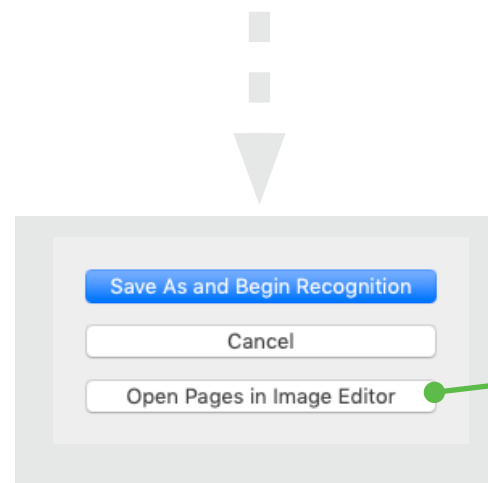 Save As and Begin Recognition
Cancel
Open Pages in Image Editor